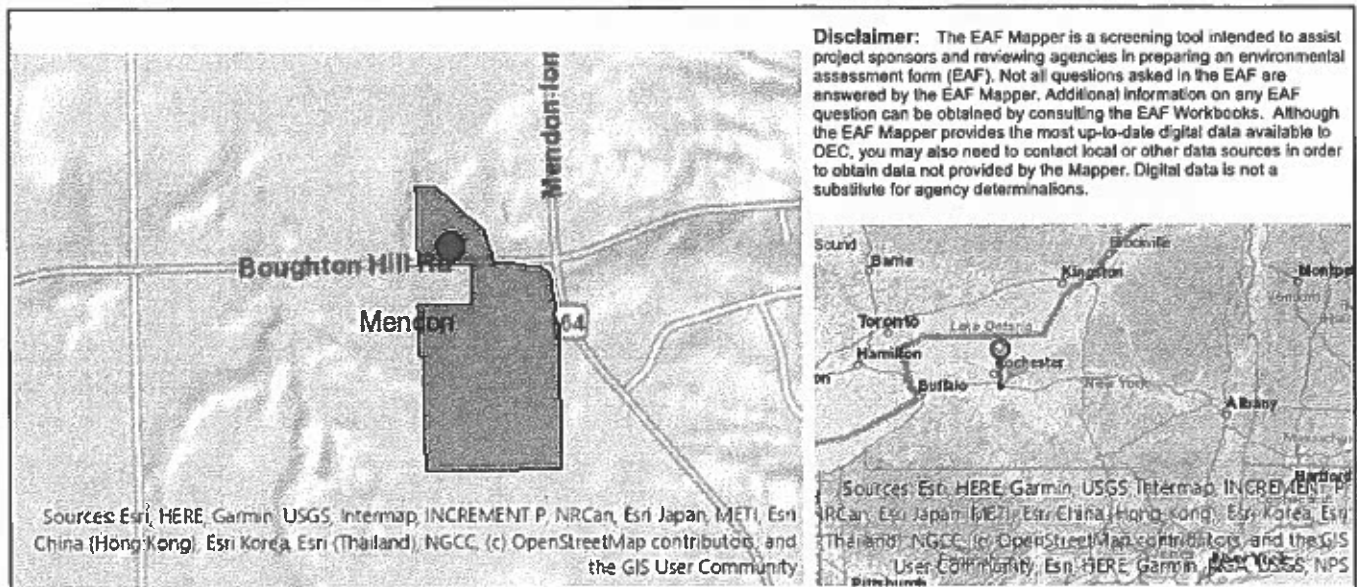 Disclaimer: The EAF Mapper is a screening tool intended to assist
project sponsors and reviewing agencies in preparing an environmental
assessment form (EAF). Not all questions asked in the EAF are
answered by the EAF Mapper. Additional information on any EAF
question can be obtained by consulting the EAF Workbooks. Although
the EAF Mapper provides the most up-to-date digital data available to
DEC, you may also need to contact local or other data sources in order
to obtain data not provided by the Mapper. Digital data is not a
substitute for agency determinations.
Mendon Ion
Boughton Hill Rd
Mendon
64
Sources: Esri, HERE, Garmin, USGS, Intermap, INCREMENT P, NRCan, Esri Japan, METI, Esri
China (Hong Kong), Esri Korea, Esri (Thailand), NGCC, (c) OpenStreetMap contributors, and
the GIS User Community
Sound
Barrie
Brockville
Kingston
Montpe
Vermont
Toronto
Lake Ontario
Hamilton
Rochester
on
Buffalo
New York
Albany
Massachus
Hartford
Sources: Esri, HERE, Garmin, USGS, Intermap, INCREMENT P,
NRCan, Esri Japan, METI, Esri China (Hong Kong), Esri Korea, Esri
(Thailand), NGCC, (c) OpenStreetMap contributors, and the GIS
User Community, Esri, HERE, Garmin, USGS, NPS
Pittsburgh
New York